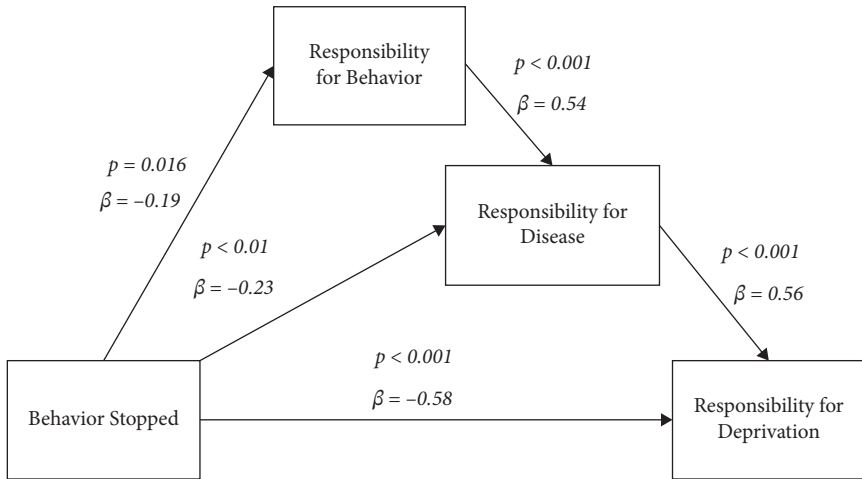 Responsibility
for Behavior
p < 0.001
β = 0.54
p = 0.016
β = –0.19
Responsibility for
Disease
p < 0.01
β = –0.23
p < 0.001
β = 0.56
p < 0.001
β = –0.58
Behavior Stopped
Responsibility for
Deprivation